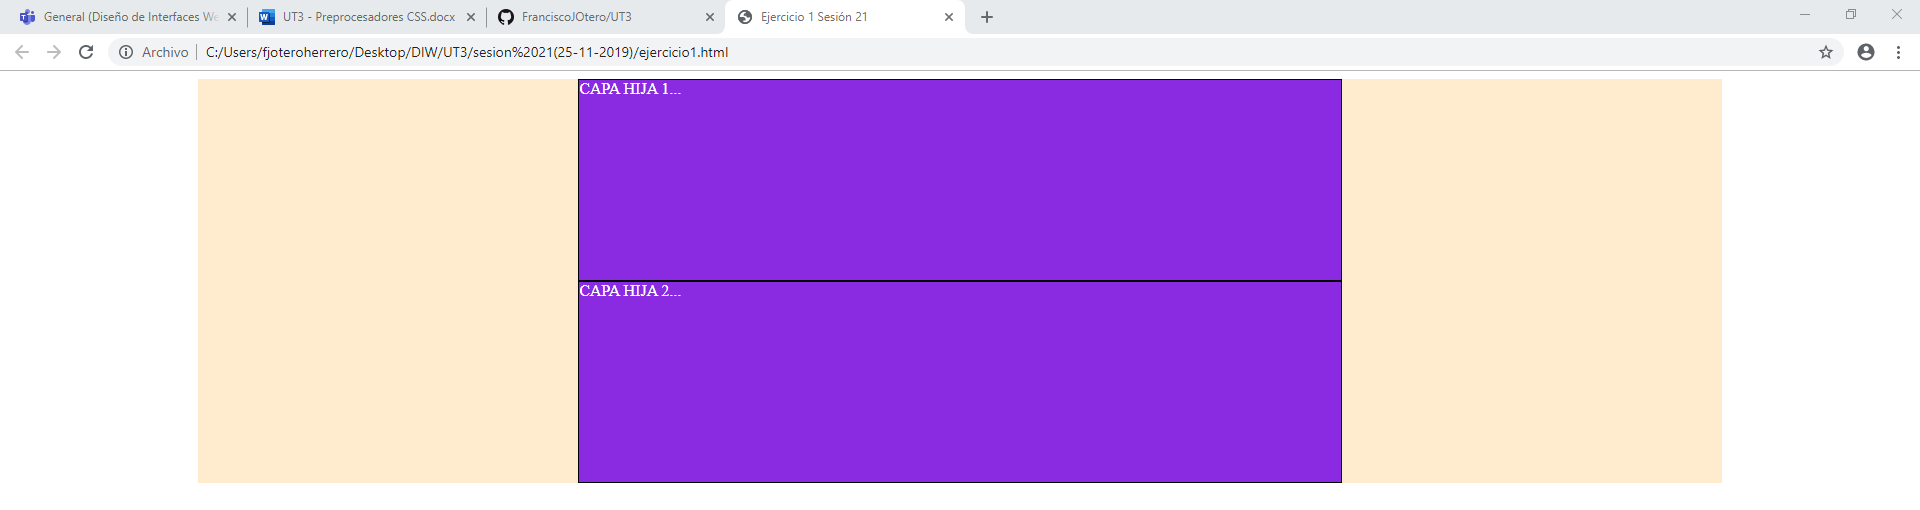 General (Diseño de Interfaces We
UT3 - Preprocesadores CSS.docx
FranciscoJOtero/UT3
Ejercicio 1 Sesión 21
Archivo
C:/Users/fjoteroherrero/Desktop/DIW/UT3/sesion%2021(25-11-2019)/ejercicio1.html
CAPA HIJA 1...
CAPA HIJA 2...